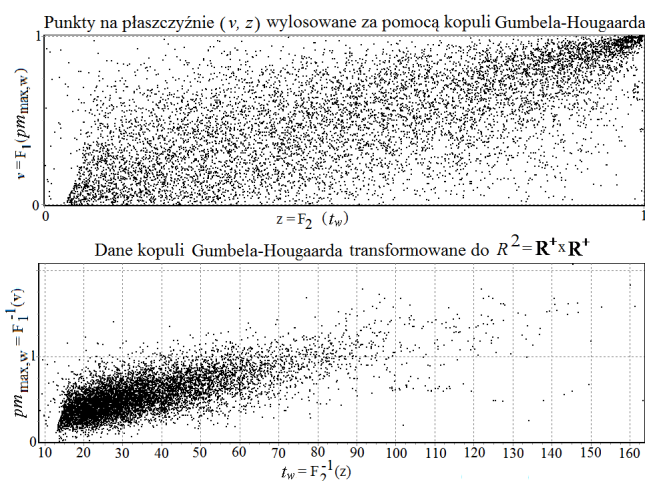 Punkty na płaszczyźnie (v, z) wylosowane za pomocą kopuli Gumbela-Hougaarda
1
v = F1(pmmax,w)
0
0
z = F2 (tw)
1
Dane kopuli Gumbela-Hougaarda transformowane do R2= R+x R+
pmmax,w = F1-1(v)
1
0
10 20 30 40 50 60 70 80 90 100 110 120 130 140 150 160
tw = F2-1(z)